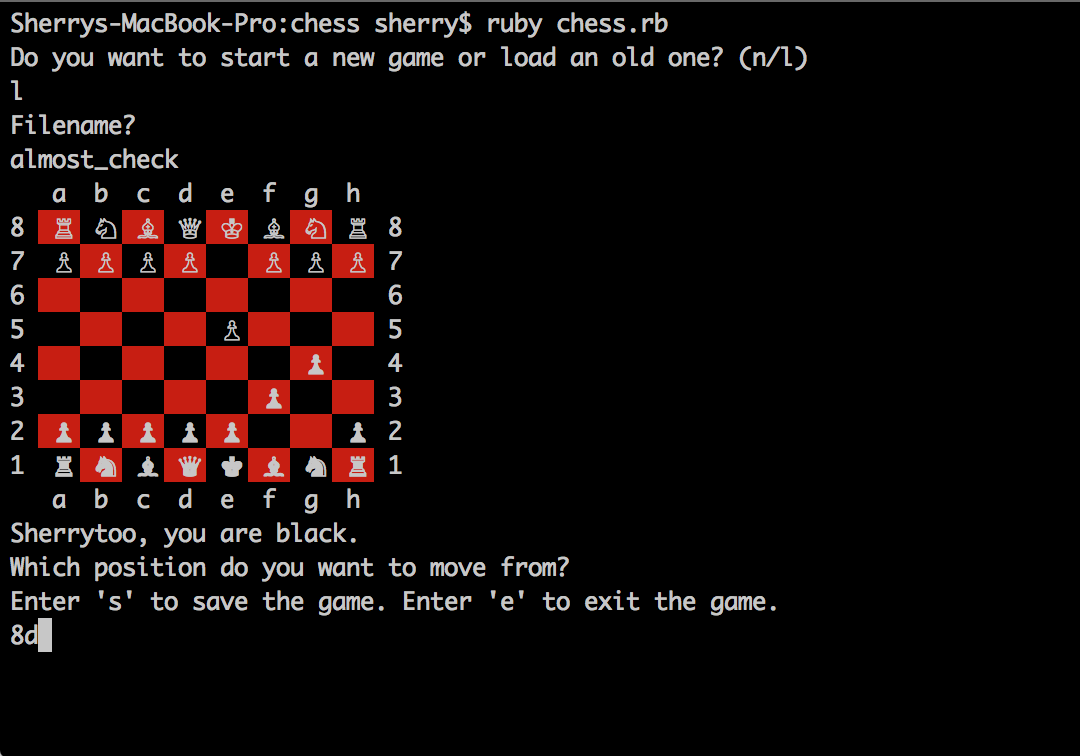 Sherrys-MacBook-Pro:chess sherry$ ruby chess.rb
Do you want to start a new game or load an old one? (n/l)
l
Filename?
almost_check
a b c d e f g h
8 ♖ ♘ ♗ ♕ ♔ ♗ ♘ ♖ 8
7 ♙ ♙ ♙ ♙ ♙ ♙ ♙ 7
6 6
5 ♙ 5
4 ♟ 4
3 ♟ 3
2 ♟ ♟ ♟ ♟ ♟ ♟ 2
1 ♜ ♞ ♝ ♛ ♚ ♝ ♞ ♜ 1
a b c d e f g h
Sherrytoo, you are black.
Which position do you want to move from?
Enter 's' to save the game. Enter 'e' to exit the game.
8d